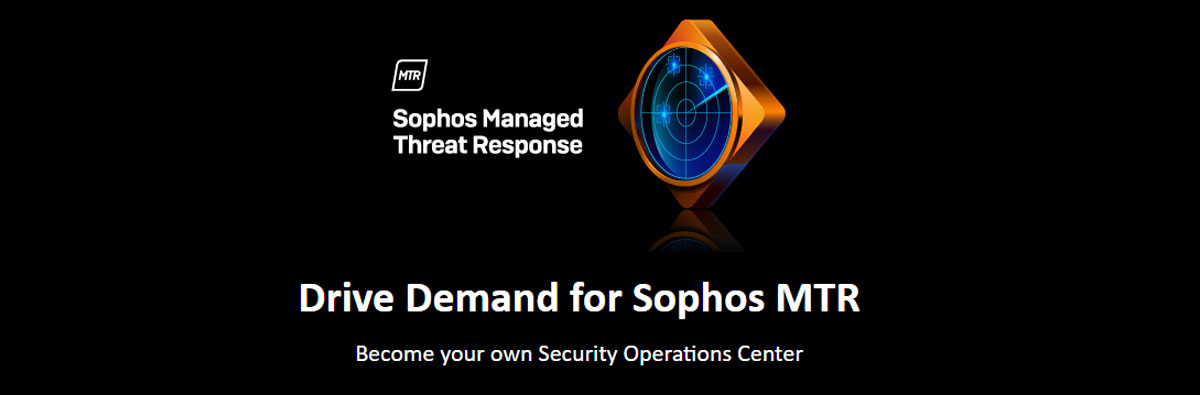 MTR
Sophos Managed
Threat Response
Drive Demand for Sophos MTR
Become your own Security Operations Center